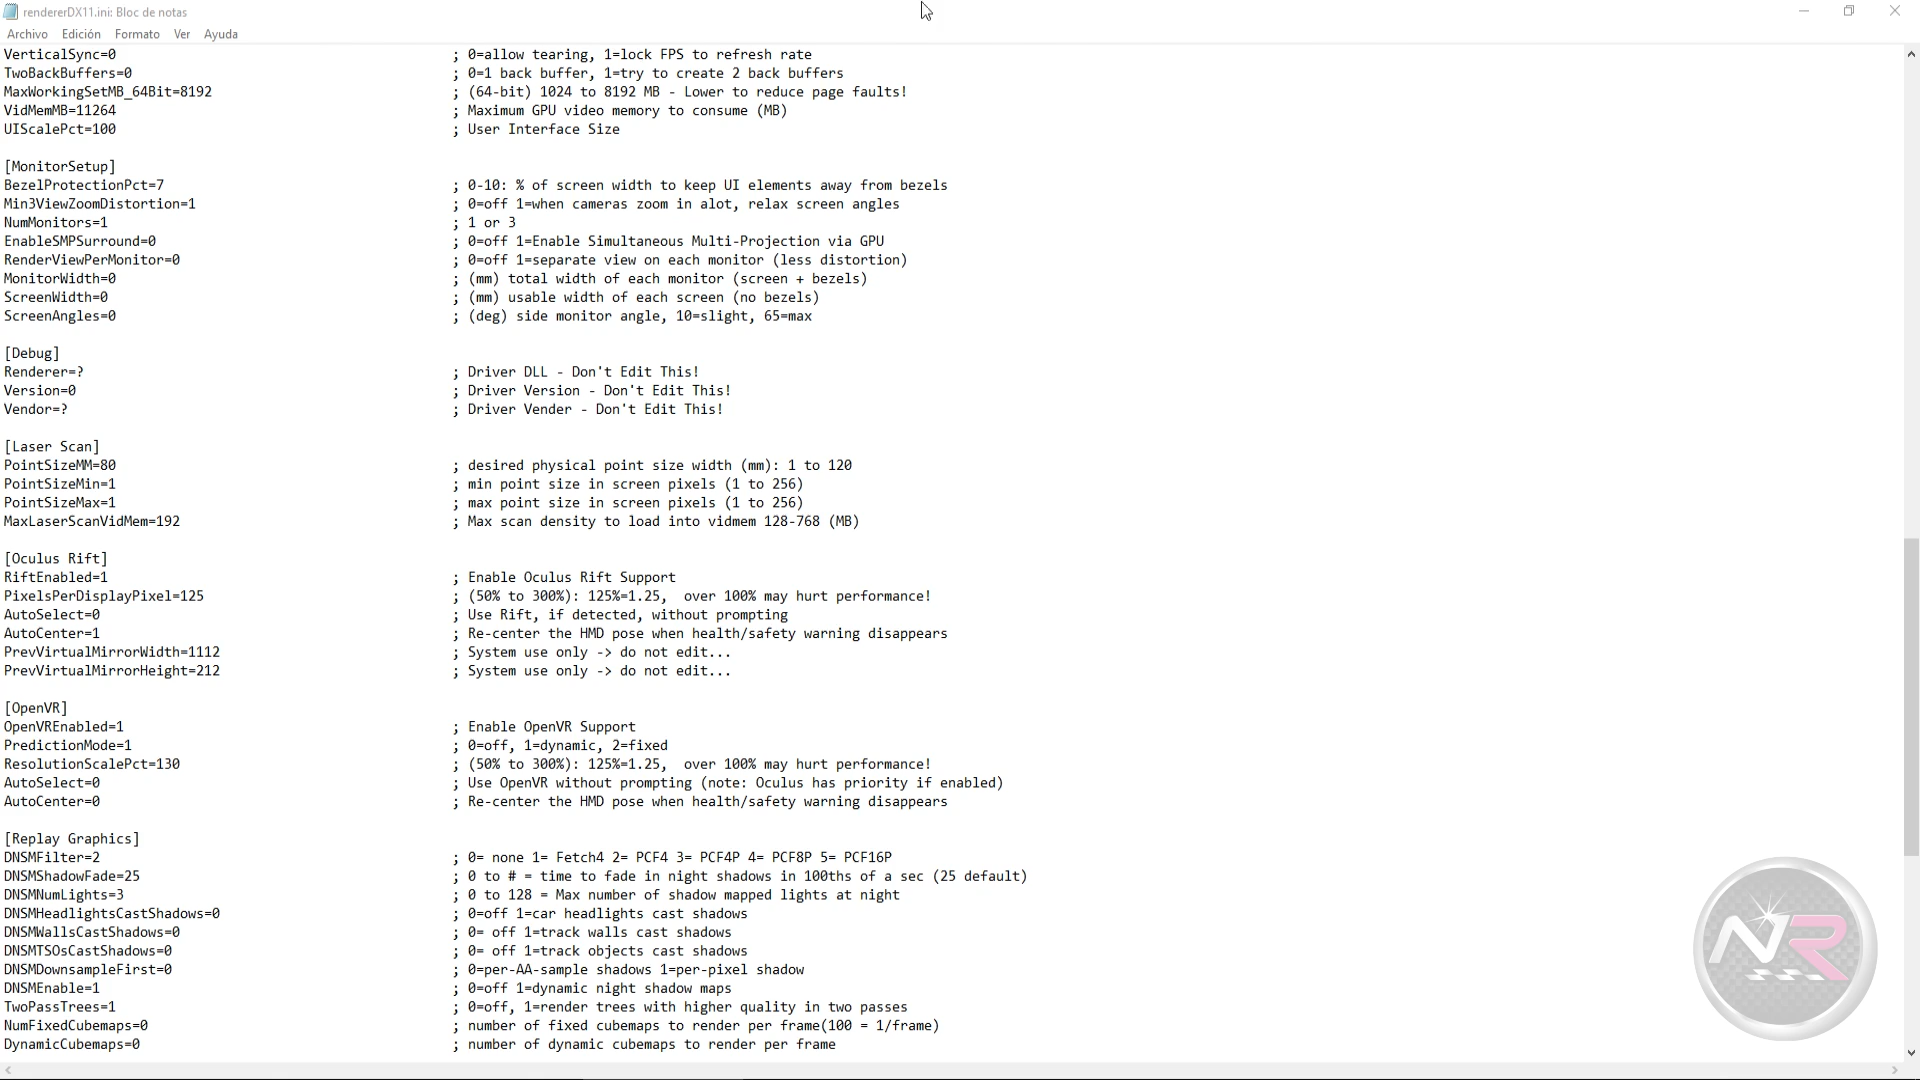 rendererDX11.ini: Bloc de notas
Archivo Edición Formato Ver Ayuda
VerticalSync=0 ; 0=allow tearing, 1=lock FPS to refresh rate
TwoBackBuffers=0 ; 0=1 back buffer, 1=try to create 2 back buffers
MaxWorkingSetMB_64Bit=8192 ; (64-bit) 1024 to 8192 MB - Lower to reduce page faults!
VidMemMB=11264 ; Maximum GPU video memory to consume (MB)
UIScalePct=100 ; User Interface Size
[MonitorSetup]
BezelProtectionPct=7 ; 0-10: % of screen width to keep UI elements away from bezels
Min3ViewZoomDistortion=1 ; 0=off 1=when cameras zoom in alot, relax screen angles
NumMonitors=1 ; 1 or 3
EnableSMPSurround=0 ; 0=off 1=Enable Simultaneous Multi-Projection via GPU
RenderViewPerMonitor=0 ; 0=off 1=separate view on each monitor (less distortion)
MonitorWidth=0 ; (mm) total width of each monitor (screen + bezels)
ScreenWidth=0 ; (mm) usable width of each screen (no bezels)
ScreenAngles=0 ; (deg) side monitor angle, 10=slight, 65=max
[Debug]
Renderer=? ; Driver DLL - Don't Edit This!
Version=0 ; Driver Version - Don't Edit This!
Vendor=? ; Driver Vender - Don't Edit This!
[Laser Scan]
PointSizeMM=80 ; desired physical point size width (mm): 1 to 120
PointSizeMin=1 ; min point size in screen pixels (1 to 256)
PointSizeMax=1 ; max point size in screen pixels (1 to 256)
MaxLaserScanVidMem=192 ; Max scan density to load into vidmem 128-768 (MB)
[Oculus Rift]
RiftEnabled=1 ; Enable Oculus Rift Support
PixelsPerDisplayPixel=125 ; (50% to 300%): 125%=1.25,  over 100% may hurt performance!
AutoSelect=0 ; Use Rift, if detected, without prompting
AutoCenter=1 ; Re-center the HMD pose when health/safety warning disappears
PrevVirtualMirrorWidth=1112 ; System use only -> do not edit...
PrevVirtualMirrorHeight=212 ; System use only -> do not edit...
[OpenVR]
OpenVREnabled=1 ; Enable OpenVR Support
PredictionMode=1 ; 0=off, 1=dynamic, 2=fixed
ResolutionScalePct=130 ; (50% to 300%): 125%=1.25,  over 100% may hurt performance!
AutoSelect=0 ; Use OpenVR without prompting (note: Oculus has priority if enabled)
AutoCenter=0 ; Re-center the HMD pose when health/safety warning disappears
[Replay Graphics]
DNSMFilter=2 ; 0= none 1= Fetch4 2= PCF4 3= PCF4P 4= PCF8P 5= PCF16P
DNSMShadowFade=25 ; 0 to # = time to fade in night shadows in 100ths of a sec (25 default)
DNSMNumLights=3 ; 0 to 128 = Max number of shadow mapped lights at night
DNSMHeadlightsCastShadows=0 ; 0=off 1=car headlights cast shadows
DNSMWallsCastShadows=0 ; 0= off 1=track walls cast shadows
DNSMTSOsCastShadows=0 ; 0= off 1=track objects cast shadows
DNSMDownsampleFirst=0 ; 0=per-AA-sample shadows 1=per-pixel shadow
DNSMEnable=1 ; 0=off 1=dynamic night shadow maps
TwoPassTrees=1 ; 0=off, 1=render trees with higher quality in two passes
NumFixedCubemaps=0 ; number of fixed cubemaps to render per frame(100 = 1/frame)
DynamicCubemaps=0 ; number of dynamic cubemaps to render per frame
NR